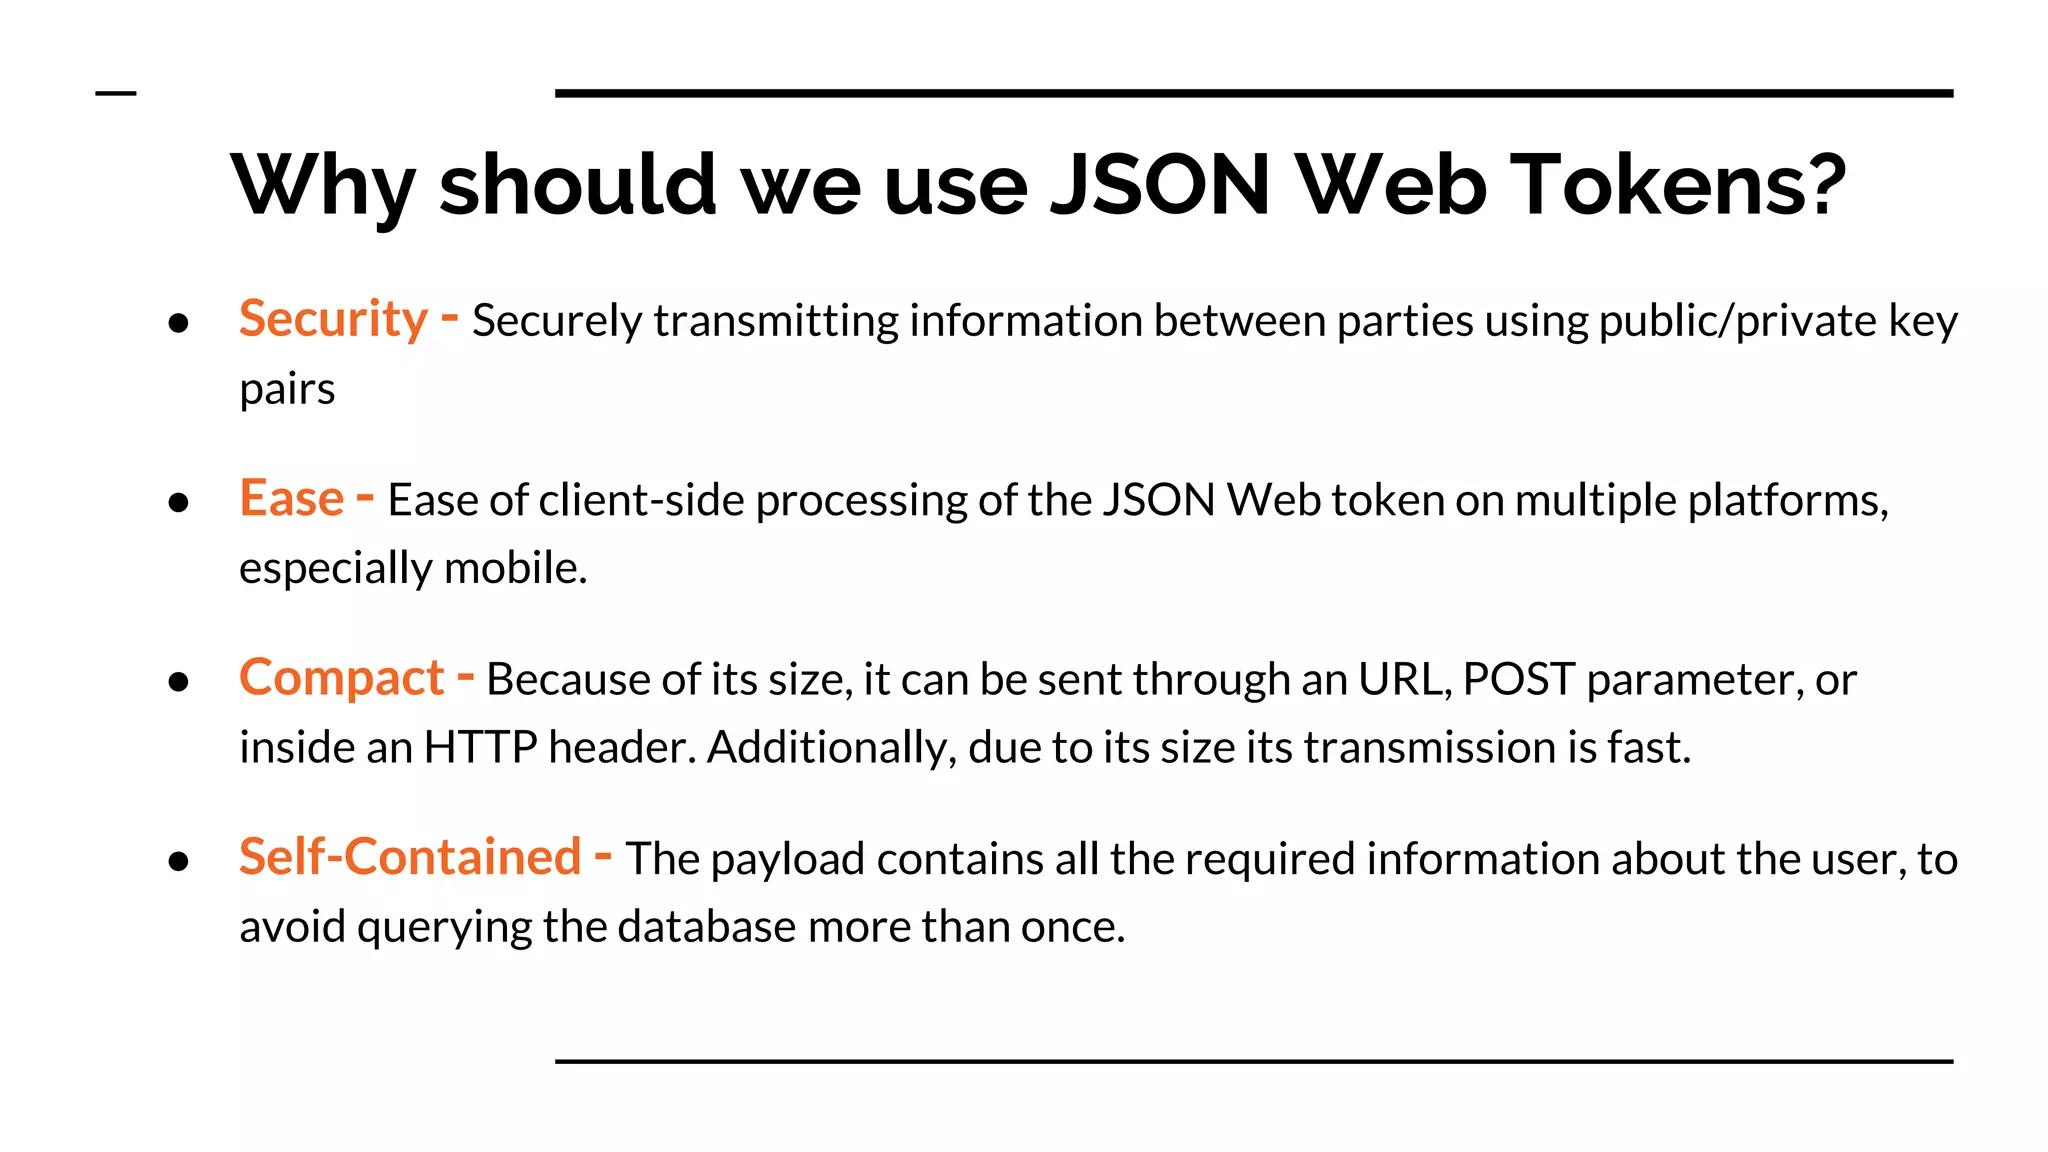 Why should we use JSON Web Tokens?
● Security - Securely transmitting information between parties using public/private key
pairs
● Ease - Ease of client-side processing of the JSON Web token on multiple platforms,
especially mobile.
● Compact - Because of its size, it can be sent through an URL, POST parameter, or
inside an HTTP header. Additionally, due to its size its transmission is fast.
● Self-Contained - The payload contains all the required information about the user, to
avoid querying the database more than once.